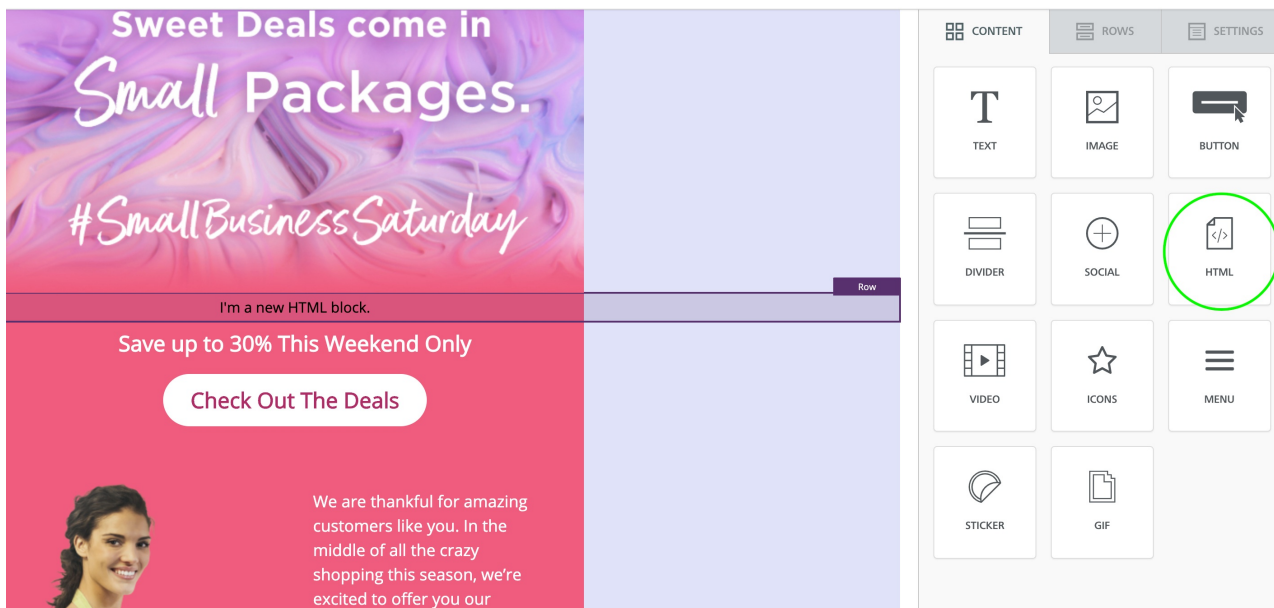 Sweet Deals come in
Small Packages.
#SmallBusinessSaturday
Row
I'm a new HTML block.
Save up to 30% This Weekend Only
Check Out The Deals
We are thankful for amazing
customers like you. In the
middle of all the crazy
shopping this season, we're
excited to offer you our
CONTENT
ROWS
SETTINGS
TEXT
IMAGE
BUTTON
DIVIDER
SOCIAL
</>
HTML
VIDEO
ICONS
MENU
STICKER
GIF